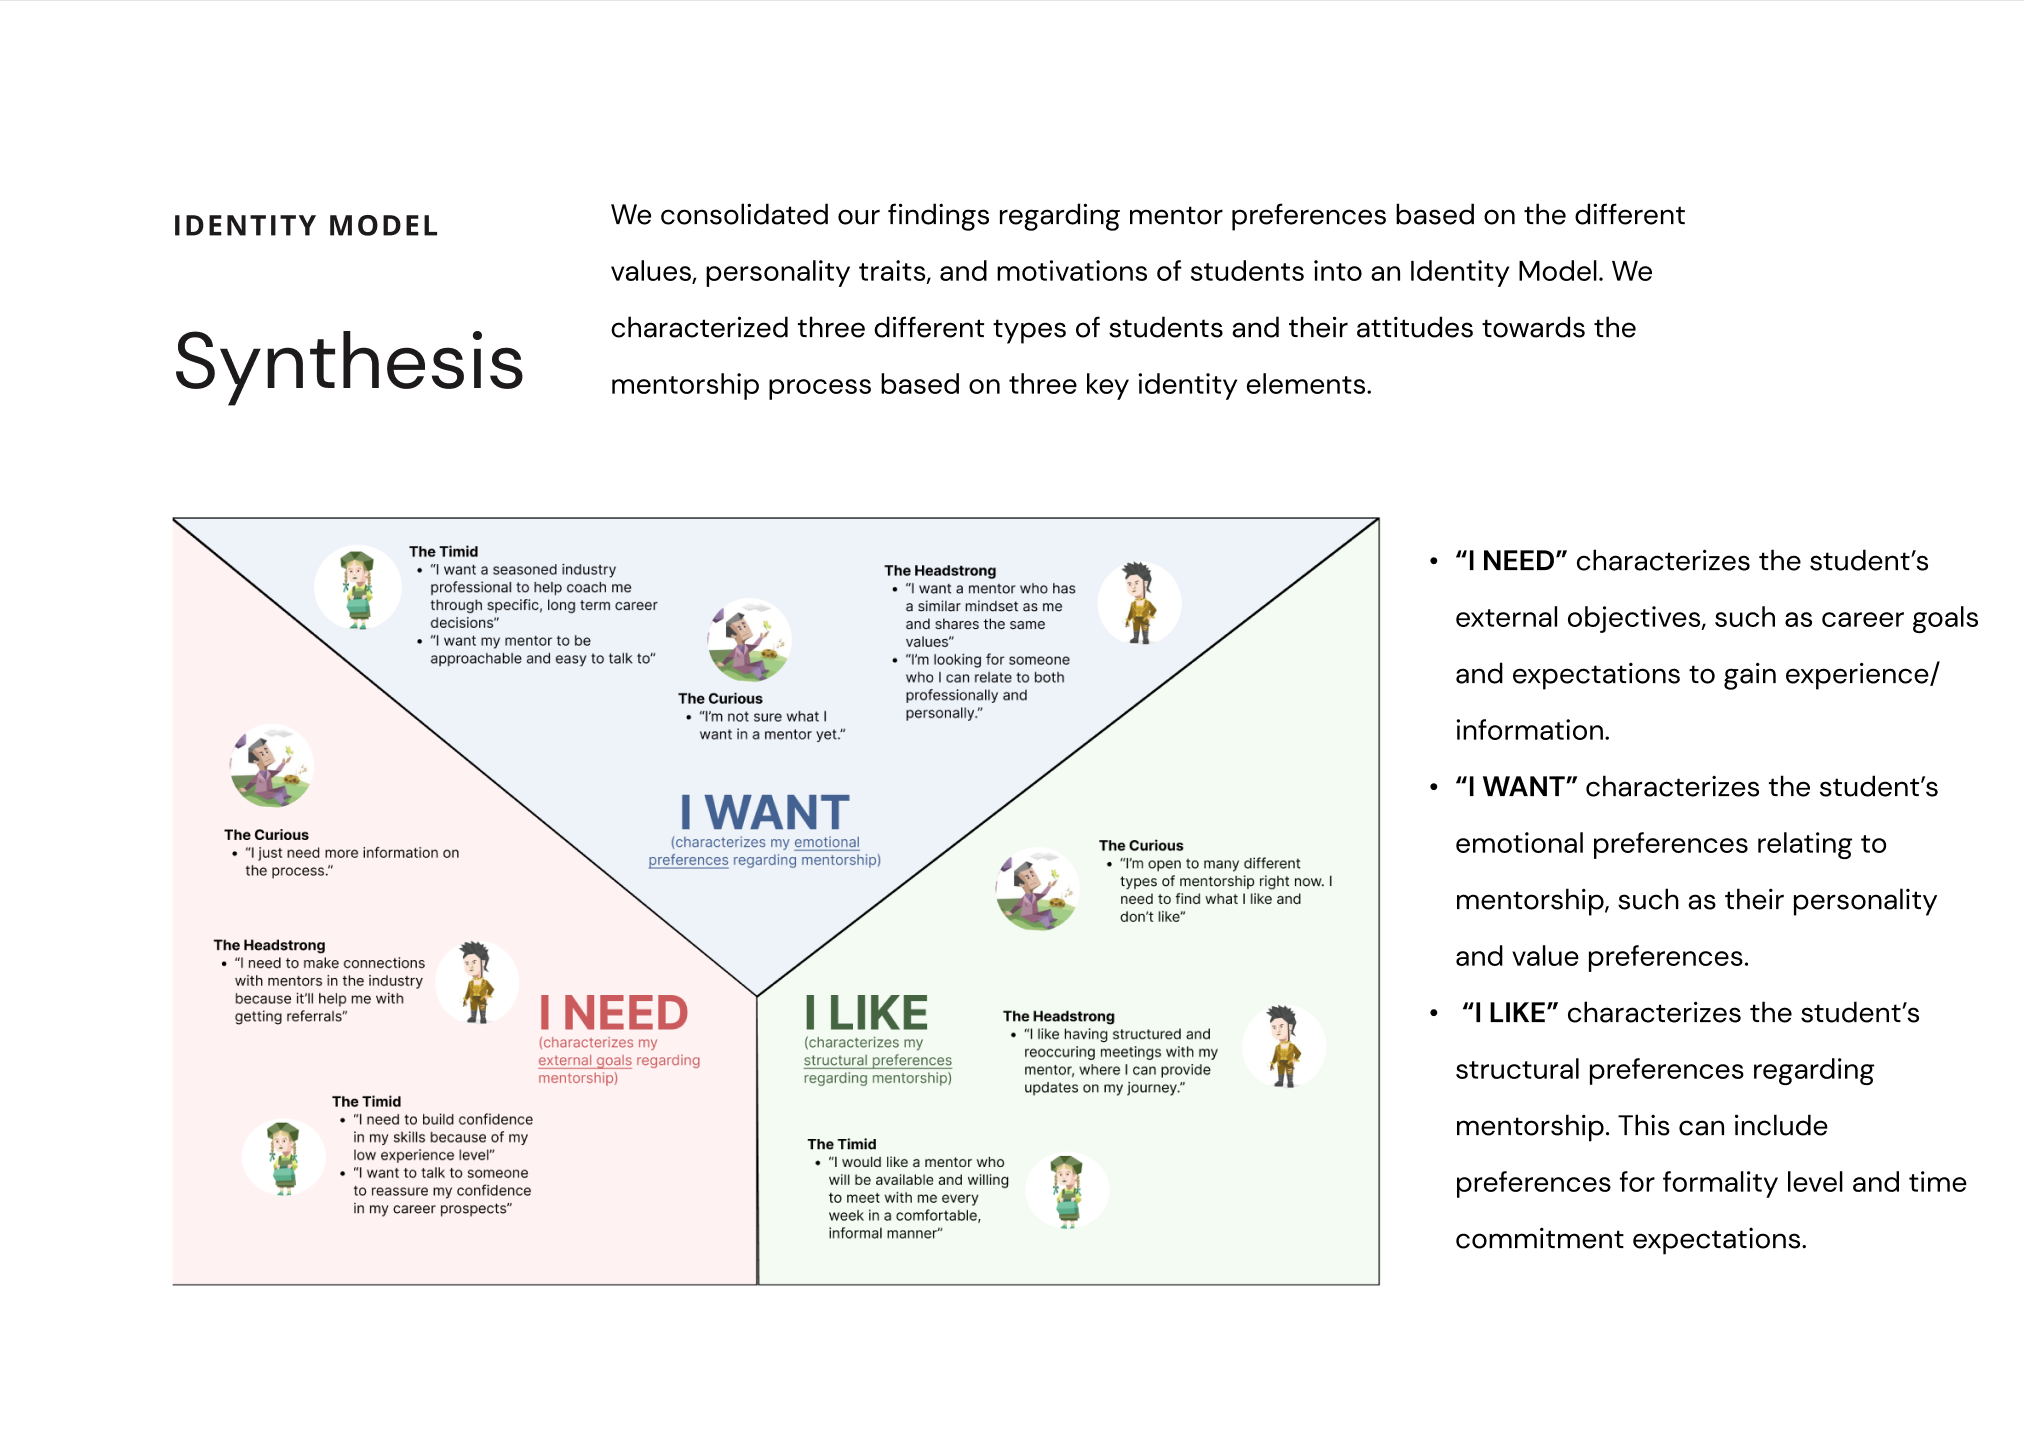 IDENTITY MODEL
Synthesis
We consolidated our findings regarding mentor preferences based on the different
values, personality traits, and motivations of students into an Identity Model. We
characterized three different types of students and their attitudes towards the
mentorship process based on three key identity elements.
The Timid
• “I want a seasoned industry
professional to help coach me
through specific, long term career
decisions”
• “I want my mentor to be
approachable and easy to talk to”
The Curious
• “I’m not sure what I
want in a mentor yet.”
The Headstrong
• “I want a mentor who has
a similar mindset as me
and shares the same
values”
• “I’m looking for someone
who I can relate to both
professionally and
personally.”
I WANT
(characterizes my emotional
preferences regarding mentorship)
The Curious
• “I just need more information on
the process.”
The Headstrong
• “I need to make connections
with mentors in the industry
because it’ll help me with
getting referrals”
I NEED
(characterizes my
external goals regarding
mentorship)
The Timid
• “I need to build confidence
in my skills because of my
low experience level”
• “I want to talk to someone
to reassure my confidence
in my career prospects”
The Curious
• “I’m open to many different
types of mentorship right now. I
need to find what I like and
don’t like”
I LIKE
(characterizes my
structural preferences
regarding mentorship)
The Headstrong
• “I like having structured and
reoccuring meetings with my
mentor, where I can provide
updates on my journey.”
The Timid
• “I would like a mentor who
will be available and willing
to meet with me every
week in a comfortable,
informal manner”
• “I NEED” characterizes the student’s
external objectives, such as career goals
and expectations to gain experience/
information.
• “I WANT” characterizes the student’s
emotional preferences relating to
mentorship, such as their personality
and value preferences.
• “I LIKE” characterizes the student’s
structural preferences regarding
mentorship. This can include
preferences for formality level and time
commitment expectations.